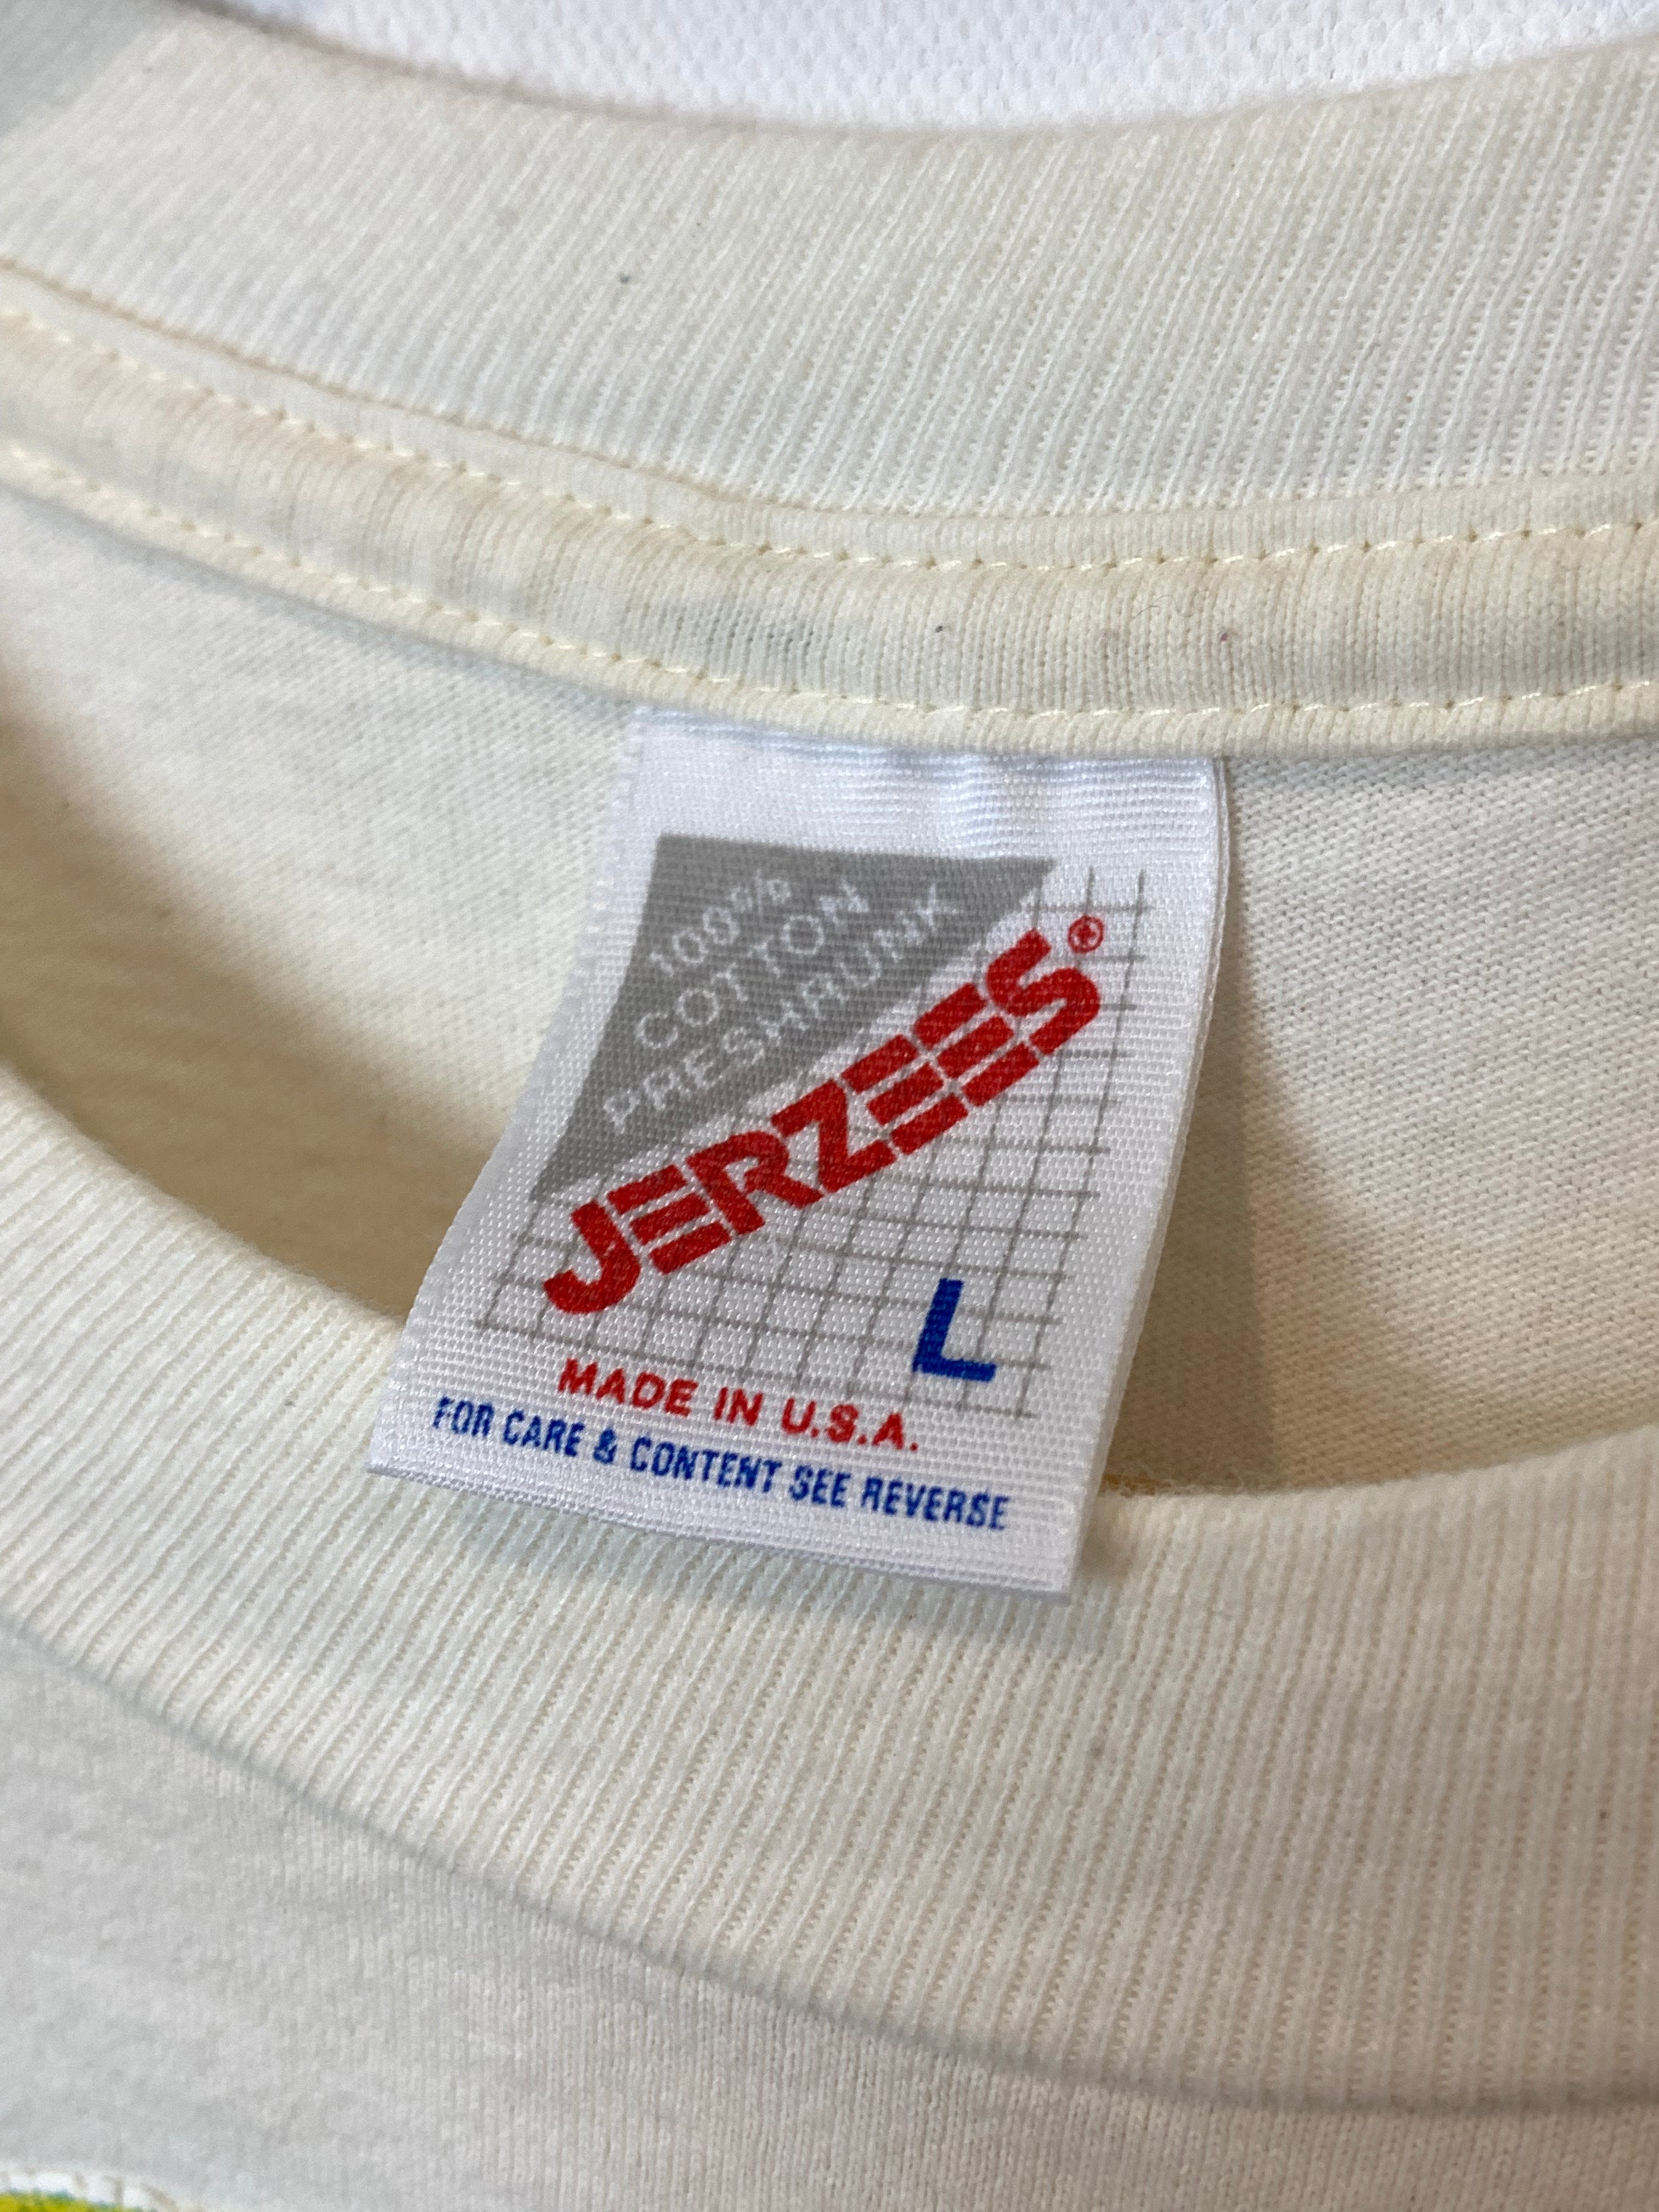 100%
COTTON
PRESHRUNK
JERZEES®
L
MADE IN U.S.A.
FOR CARE & CONTENT SEE REVERSE